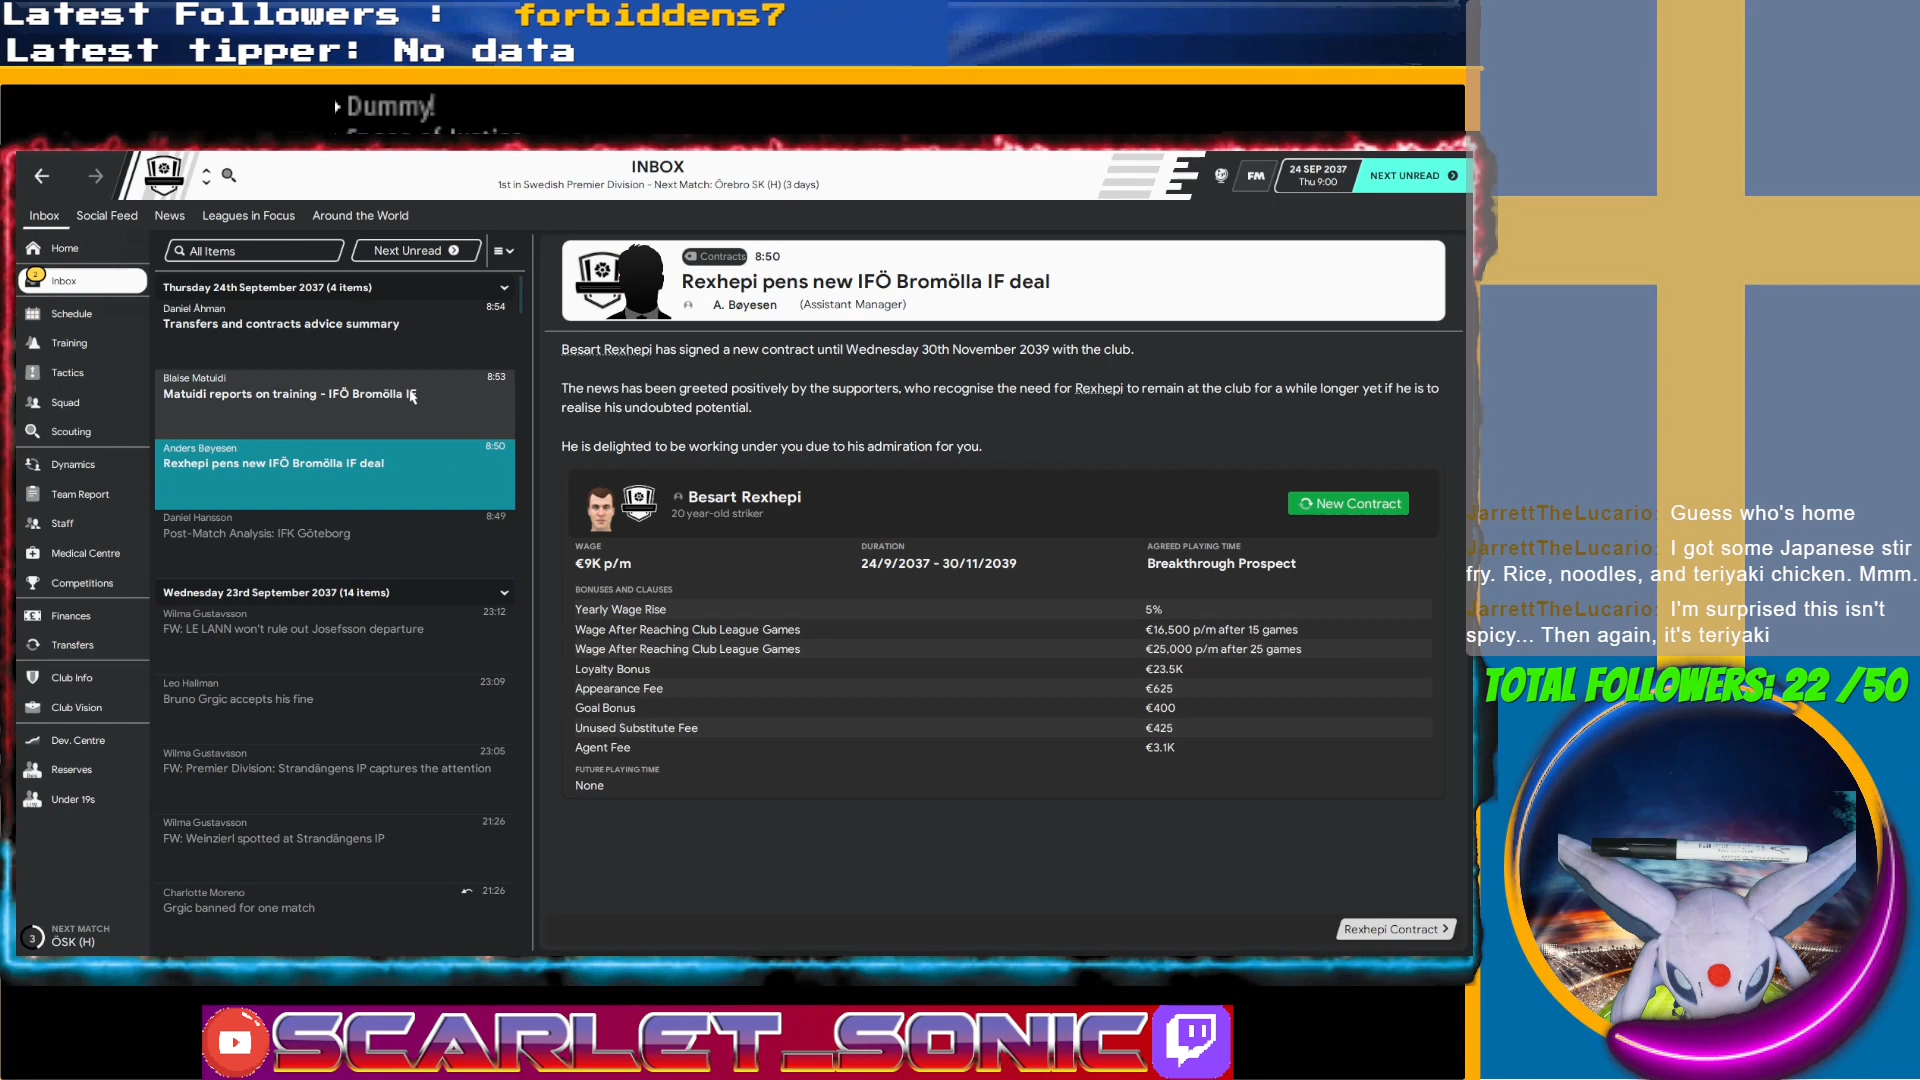 Latest Followers :   forbiddens7
Latest tipper: No data
Dummy!
INBOX
1st in Swedish Premier Division - Next Match: Örebro SK (H) (3 days)
FM
24 SEP 2037
Thu 9:00
NEXT UNREAD
Inbox
Social Feed
News
Leagues in Focus
Around the World
Home
2
Inbox
Schedule
Training
Tactics
Squad
Scouting
Dynamics
Team Report
Staff
Medical Centre
Competitions
Finances
Transfers
Club Info
Club Vision
Dev. Centre
Reserves
Under 19s
NEXT MATCH
3
ÖSK (H)
All Items
Next Unread
Thursday 24th September 2037 (4 items)
Daniel Åhman 8:54
Transfers and contracts advice summary
Blaise Matuidi 8:53
Matuidi reports on training - IFÖ Bromölla IF
Anders Bøyesen 8:50
Rexhepi pens new IFÖ Bromölla IF deal
Daniel Hansson 8:49
Post-Match Analysis: IFK Göteborg
Wednesday 23rd September 2037 (14 items)
Wilma Gustavsson 23:12
FW: LE LANN won't rule out Josefsson departure
Leo Hallman 23:09
Bruno Grgic accepts his fine
Wilma Gustavsson 23:05
FW: Premier Division: Strandängens IP captures the attention
Wilma Gustavsson 21:26
FW: Weinzierl spotted at Strandängens IP
Charlotte Moreno 21:26
Grgic banned for one match
Contracts 8:50
Rexhepi pens new IFÖ Bromölla IF deal
A. Bøyesen (Assistant Manager)
Besart Rexhepi has signed a new contract until Wednesday 30th November 2039 with the club.
The news has been greeted positively by the supporters, who recognise the need for Rexhepi to remain at the club for a while longer yet if he is to
realise his undoubted potential.
He is delighted to be working under you due to his admiration for you.
Besart Rexhepi
20 year-old striker
New Contract
WAGE DURATION AGREED PLAYING TIME
€9K p/m 24/9/2037 - 30/11/2039 Breakthrough Prospect
BONUSES AND CLAUSES
Yearly Wage Rise 5%
Wage After Reaching Club League Games €16,500 p/m after 15 games
Wage After Reaching Club League Games €25,000 p/m after 25 games
Loyalty Bonus €23.5K
Appearance Fee €625
Goal Bonus €400
Unused Substitute Fee €425
Agent Fee €3.1K
FUTURE PLAYING TIME
None
Rexhepi Contract
JarrettTheLucario: Guess who's home
JarrettTheLucario: I got some Japanese stir
fry. Rice, noodles, and teriyaki chicken. Mmm.
JarrettTheLucario: I'm surprised this isn't
spicy... Then again, it's teriyaki
TOTAL FOLLOWERS: 22 /50
SCARLET_SONIC